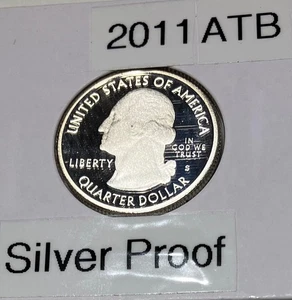 2011 ATB
UNITED STATES OF AMERICA
LIBERTY
IN
GOD WE
TRUST
S
QUARTER DOLLAR
Silver Proof